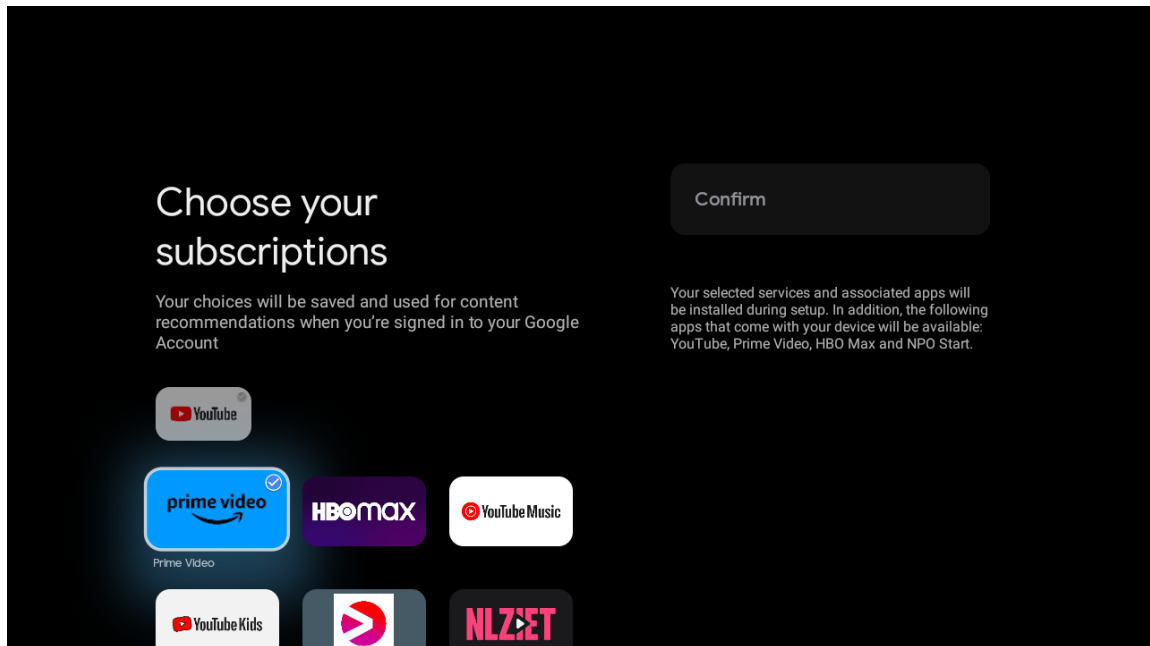 Choose your
subscriptions
Your choices will be saved and used for content
recommendations when you’re signed in to your Google
Account
YouTube
prime video
HBOmax
YouTube Music
Prime Video
YouTube Kids
NLZIET
Confirm
Your selected services and associated apps will
be installed during setup. In addition, the following
apps that come with your device will be available:
YouTube, Prime Video, HBO Max and NPO Start.